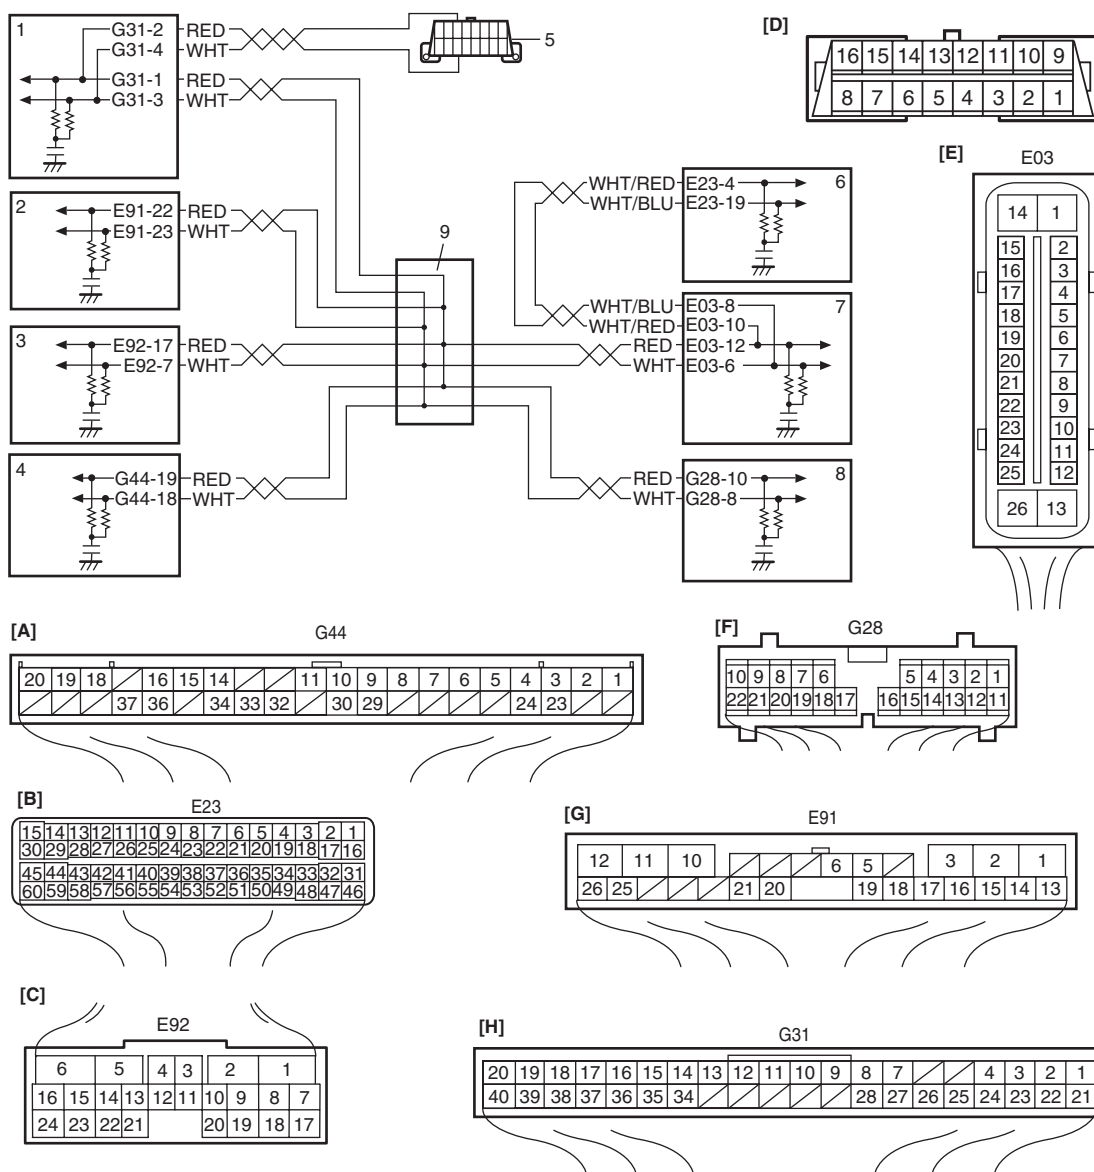 1
G31-2 RED
G31-4 WHT
G31-1 RED
G31-3 WHT
5
2
E91-22 RED
E91-23 WHT
3
E92-17 RED
E92-7 WHT
4
G44-19 RED
G44-18 WHT
9
WHT/RED E23-4 6
WHT/BLU E23-19
WHT/BLU E03-8 7
WHT/RED E03-10
RED E03-12
WHT E03-6
RED G28-10 8
WHT G28-8
[D]
16 15 14 13 12 11 10 9
8 7 6 5 4 3 2 1
[E] E03
14 1
15 2
16 3
17 4
18 5
19 6
20 7
21 8
22 9
23 10
24 11
25 12
26 13
[A] G44
20 19 18 16 15 14 11 10 9 8 7 6 5 4 3 2 1
37 36 34 33 32 30 29 24 23
[F] G28
10 9 8 7 6 5 4 3 2 1
22 21 20 19 18 17 16 15 14 13 12 11
[B] E23
15 14 13 12 11 10 9 8 7 6 5 4 3 2 1
30 29 28 27 26 25 24 23 22 21 20 19 18 17 16
45 44 43 42 41 40 39 38 37 36 35 34 33 32 31
60 59 58 57 56 55 54 53 52 51 50 49 48 47 46
[G] E91
12 11 10 6 5 3 2 1
26 25 21 20 19 18 17 16 15 14 13
[C] E92
6 5 4 3 2 1
16 15 14 13 12 11 10 9 8 7
24 23 22 21 20 19 18 17
[H] G31
20 19 18 17 16 15 14 13 12 11 10 9 8 7 4 3 2 1
40 39 38 37 36 35 34 28 27 26 25 24 23 22 21